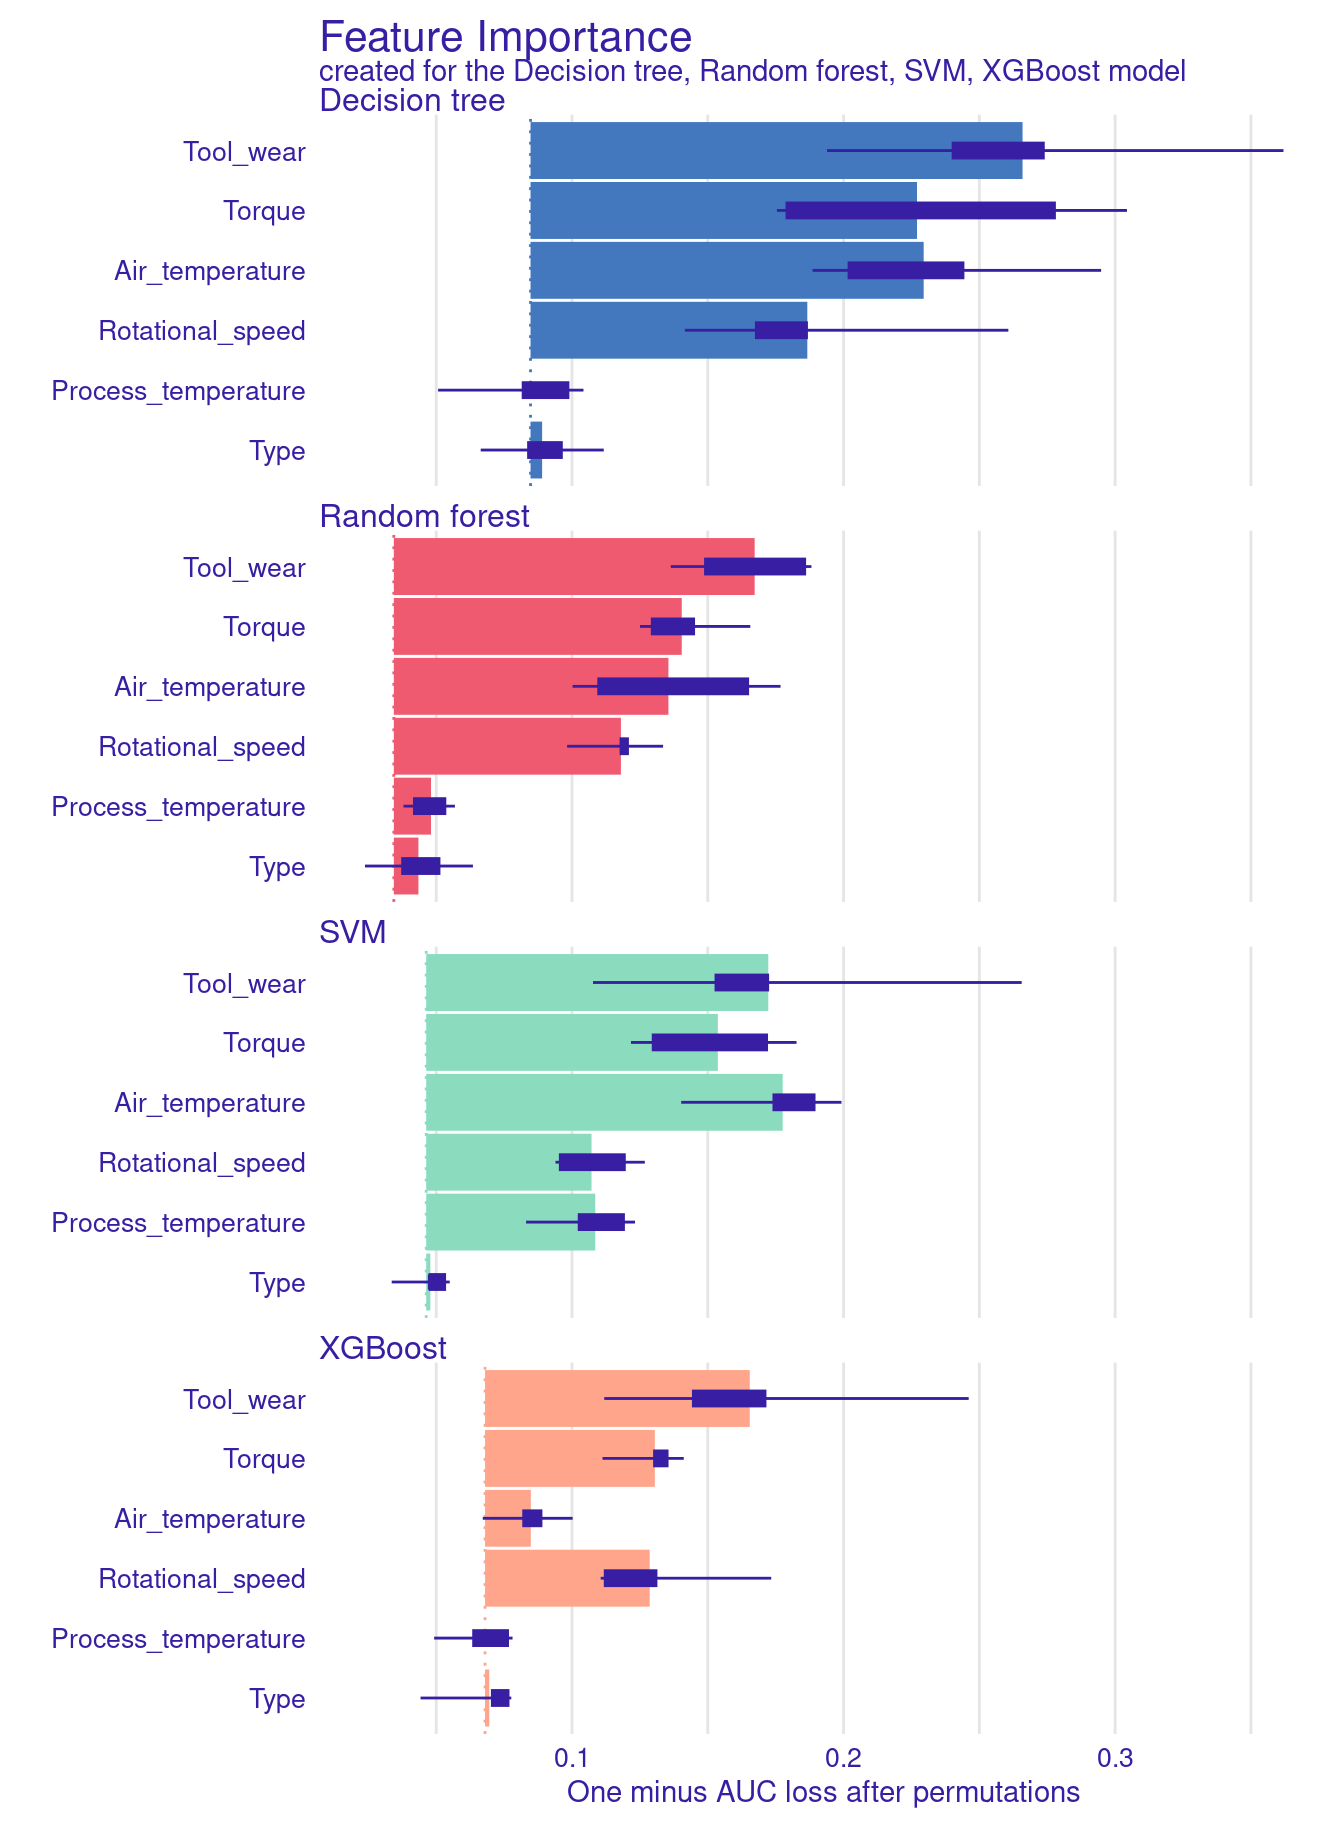 Feature Importance
created for the Decision tree, Random forest, SVM, XGBoost model
Decision tree
Tool_wear
Torque
Air_temperature
Rotational_speed
Process_temperature
Type
Random forest
Tool_wear
Torque
Air_temperature
Rotational_speed
Process_temperature
Type
SVM
Tool_wear
Torque
Air_temperature
Rotational_speed
Process_temperature
Type
XGBoost
Tool_wear
Torque
Air_temperature
Rotational_speed
Process_temperature
Type
0.1 0.2 0.3
One minus AUC loss after permutations